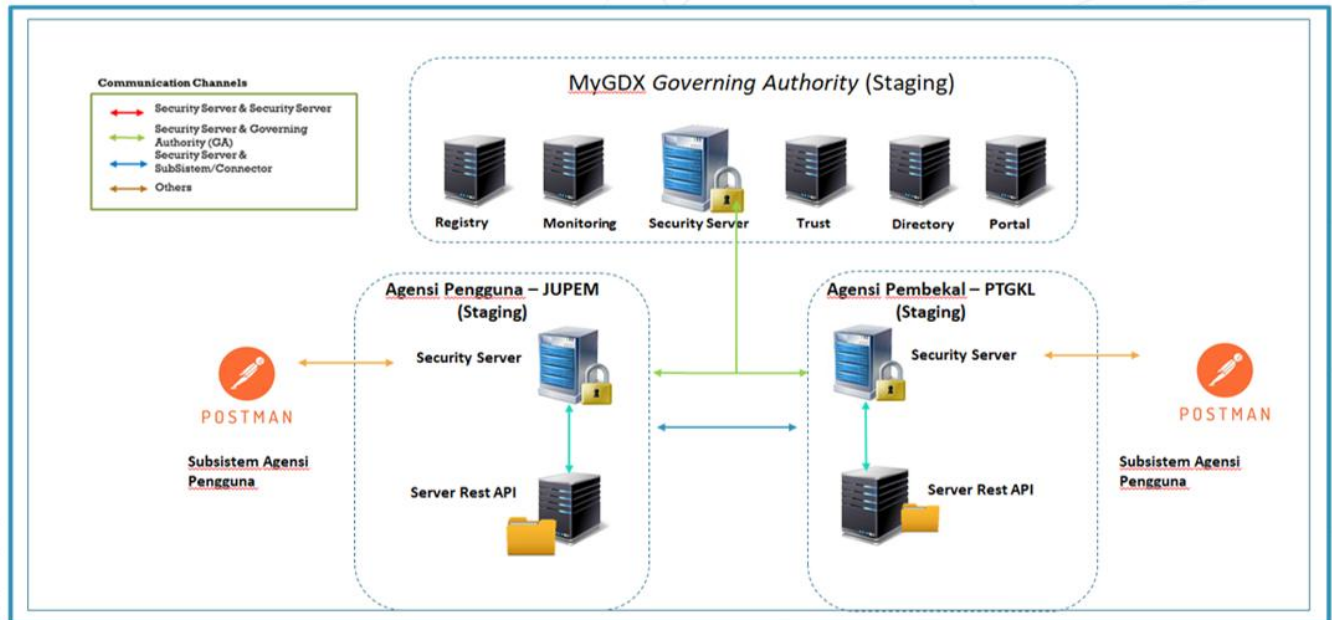 Communication Channels
Security Server & Security Server
Security Server & Governing
Authority (GA)
Security Server &
SubSistem/Connector
Others
MyGDX Governing Authority (Staging)
Registry
Monitoring
Security Server
Trust
Directory
Portal
Agensi Pengguna – JUPEM
(Staging)
Security Server
Server Rest API
Agensi Pembekal – PTGKL
(Staging)
Security Server
Server Rest API
POSTMAN
Subsistem Agensi
Pengguna
POSTMAN
Subsistem Agensi
Pengguna